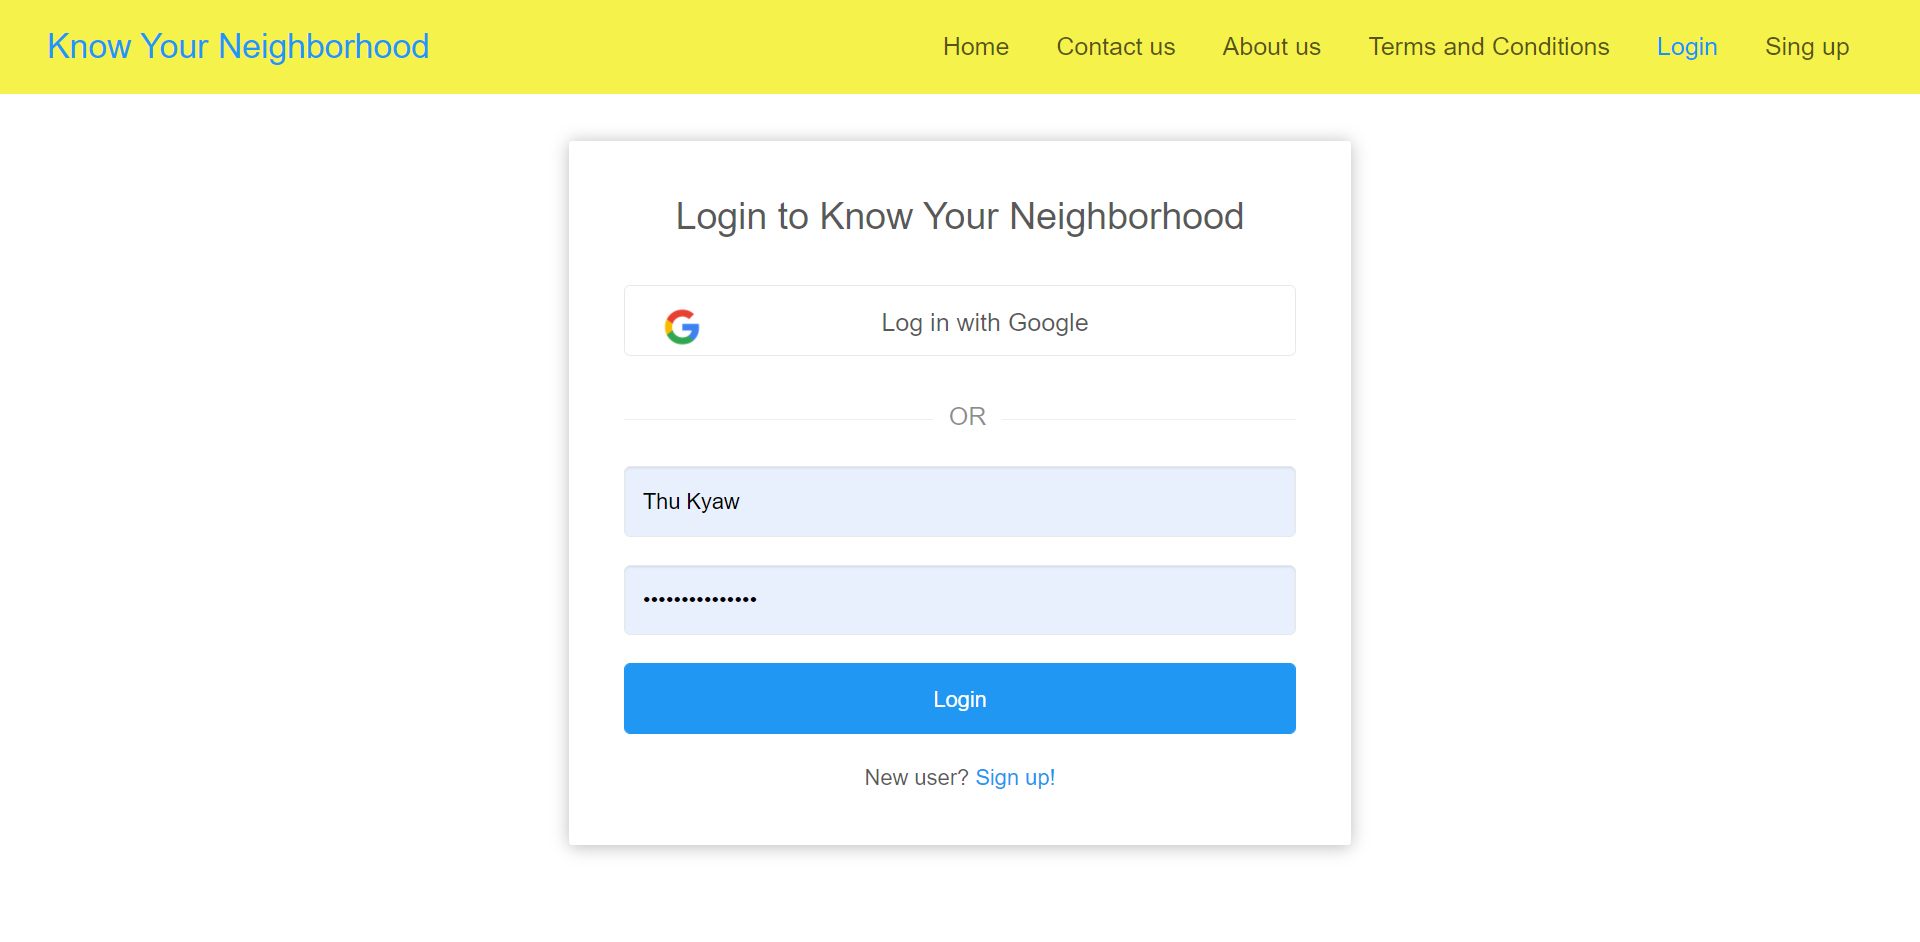 Know Your Neighborhood Home Contact us About us Terms and Conditions Login Sing up
Login to Know Your Neighborhood
Log in with Google
OR
Thu Kyaw
•••••••••••••••
Login
New user? Sign up!